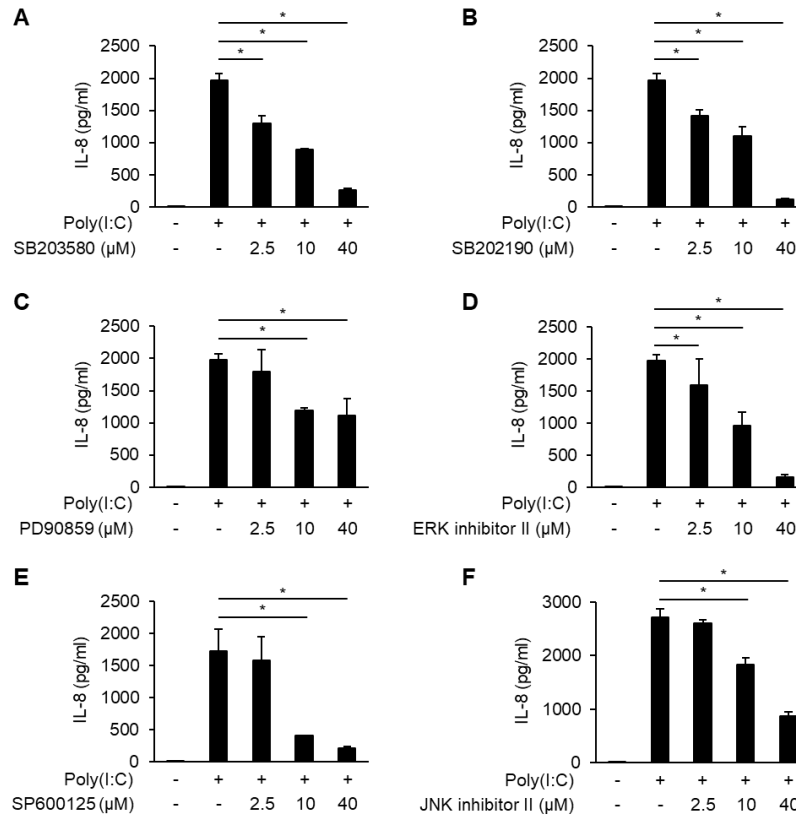 A
*
*
*
2500
2000
1500
1000
500
0
IL-8 (pg/ml)
Poly(I:C) - + + + +
SB203580 (µM) - - 2.5 10 40
B
*
*
*
2500
2000
1500
1000
500
0
IL-8 (pg/ml)
Poly(I:C) - + + + +
SB202190 (µM) - - 2.5 10 40
C
*
*
2500
2000
1500
1000
500
0
IL-8 (pg/ml)
Poly(I:C) - + + + +
PD90859 (µM) - - 2.5 10 40
D
*
*
*
2500
2000
1500
1000
500
0
IL-8 (pg/ml)
Poly(I:C) - + + + +
ERK inhibitor II (µM) - - 2.5 10 40
E
*
*
2500
2000
1500
1000
500
0
IL-8 (pg/ml)
Poly(I:C) - + + + +
SP600125 (µM) - - 2.5 10 40
F
*
*
3000
2000
1000
0
IL-8 (pg/ml)
Poly(I:C) - + + + +
JNK inhibitor II (µM) - - 2.5 10 40